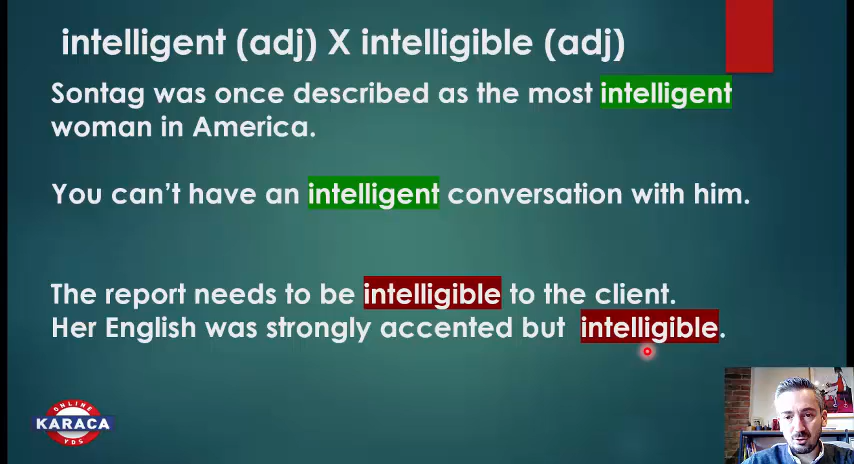 intelligent (adj) X intelligible (adj)
Sontag was once described as the most intelligent
woman in America.
You can't have an intelligent conversation with him.
The report needs to be intelligible to the client.
Her English was strongly accented but intelligible.
ONLINE
KARACA
YDS